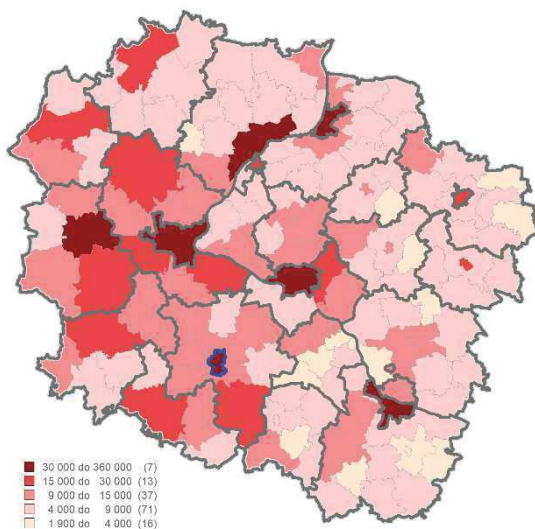 30 000 do 360 000 (7)
15 000 do 30 000 (13)
9 000 do 15 000 (37)
4 000 do 9 000 (71)
1 900 do 4 000 (16)